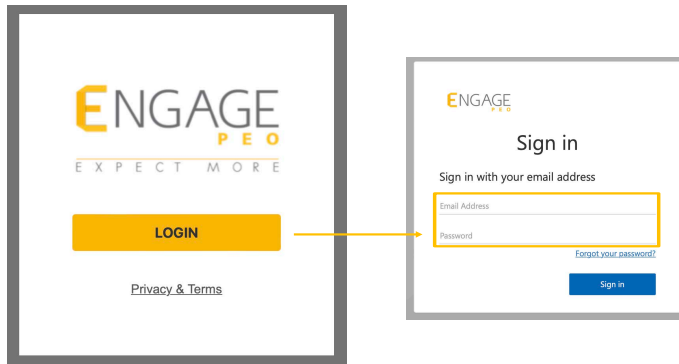 ENGAGE
PEO
EXPECT MORE
LOGIN
Privacy & Terms
ENGAGE
PEO
Sign in
Sign in with your email address
Email Address
Password
Forgot your password?
Sign in